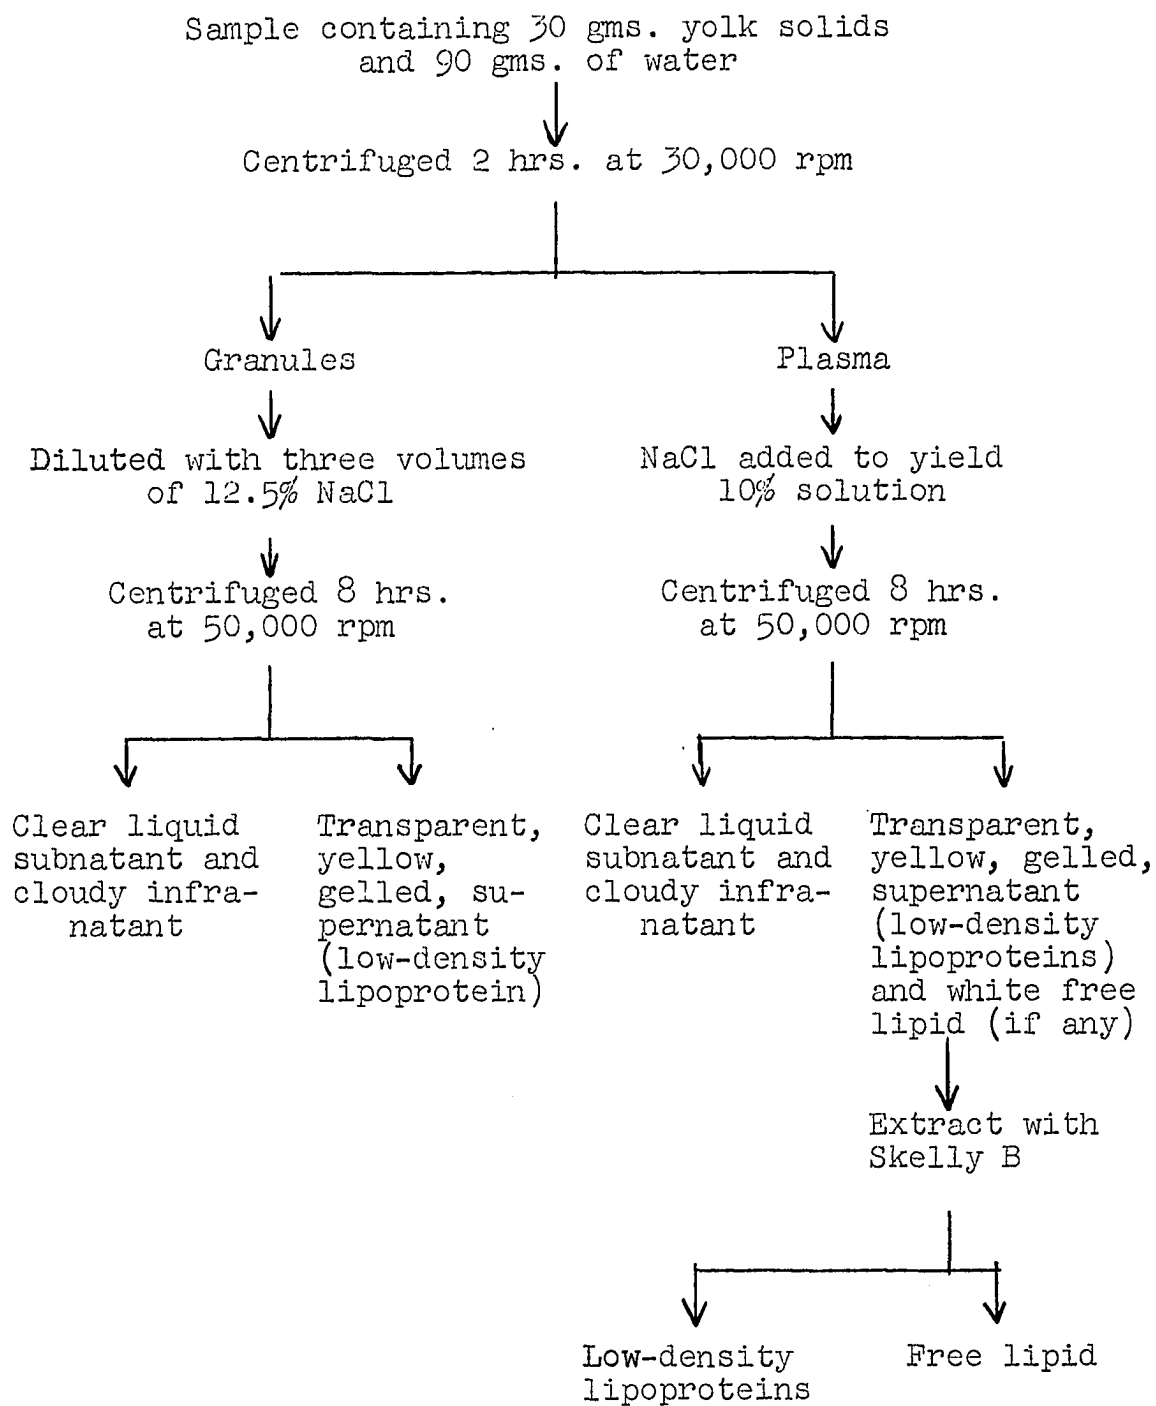 Sample containing 30 gms. yolk solids
and 90 gms. of water
Centrifuged 2 hrs. at 30,000 rpm
Granules
Plasma
Diluted with three volumes
of 12.5% NaCl
NaCl added to yield
10% solution
Centrifuged 8 hrs.
at 50,000 rpm
Centrifuged 8 hrs.
at 50,000 rpm
Clear liquid
subnatant and
cloudy infra-
natant
Transparent,
yellow,
gelled, su-
pernatant
(low-density
lipoprotein)
Clear liquid
subnatant and
cloudy infra-
natant
Transparent,
yellow, gelled,
supernatant
(low-density
lipoproteins)
and white free
lipid (if any)
Extract with
Skelly B
Low-density
lipoproteins
Free lipid